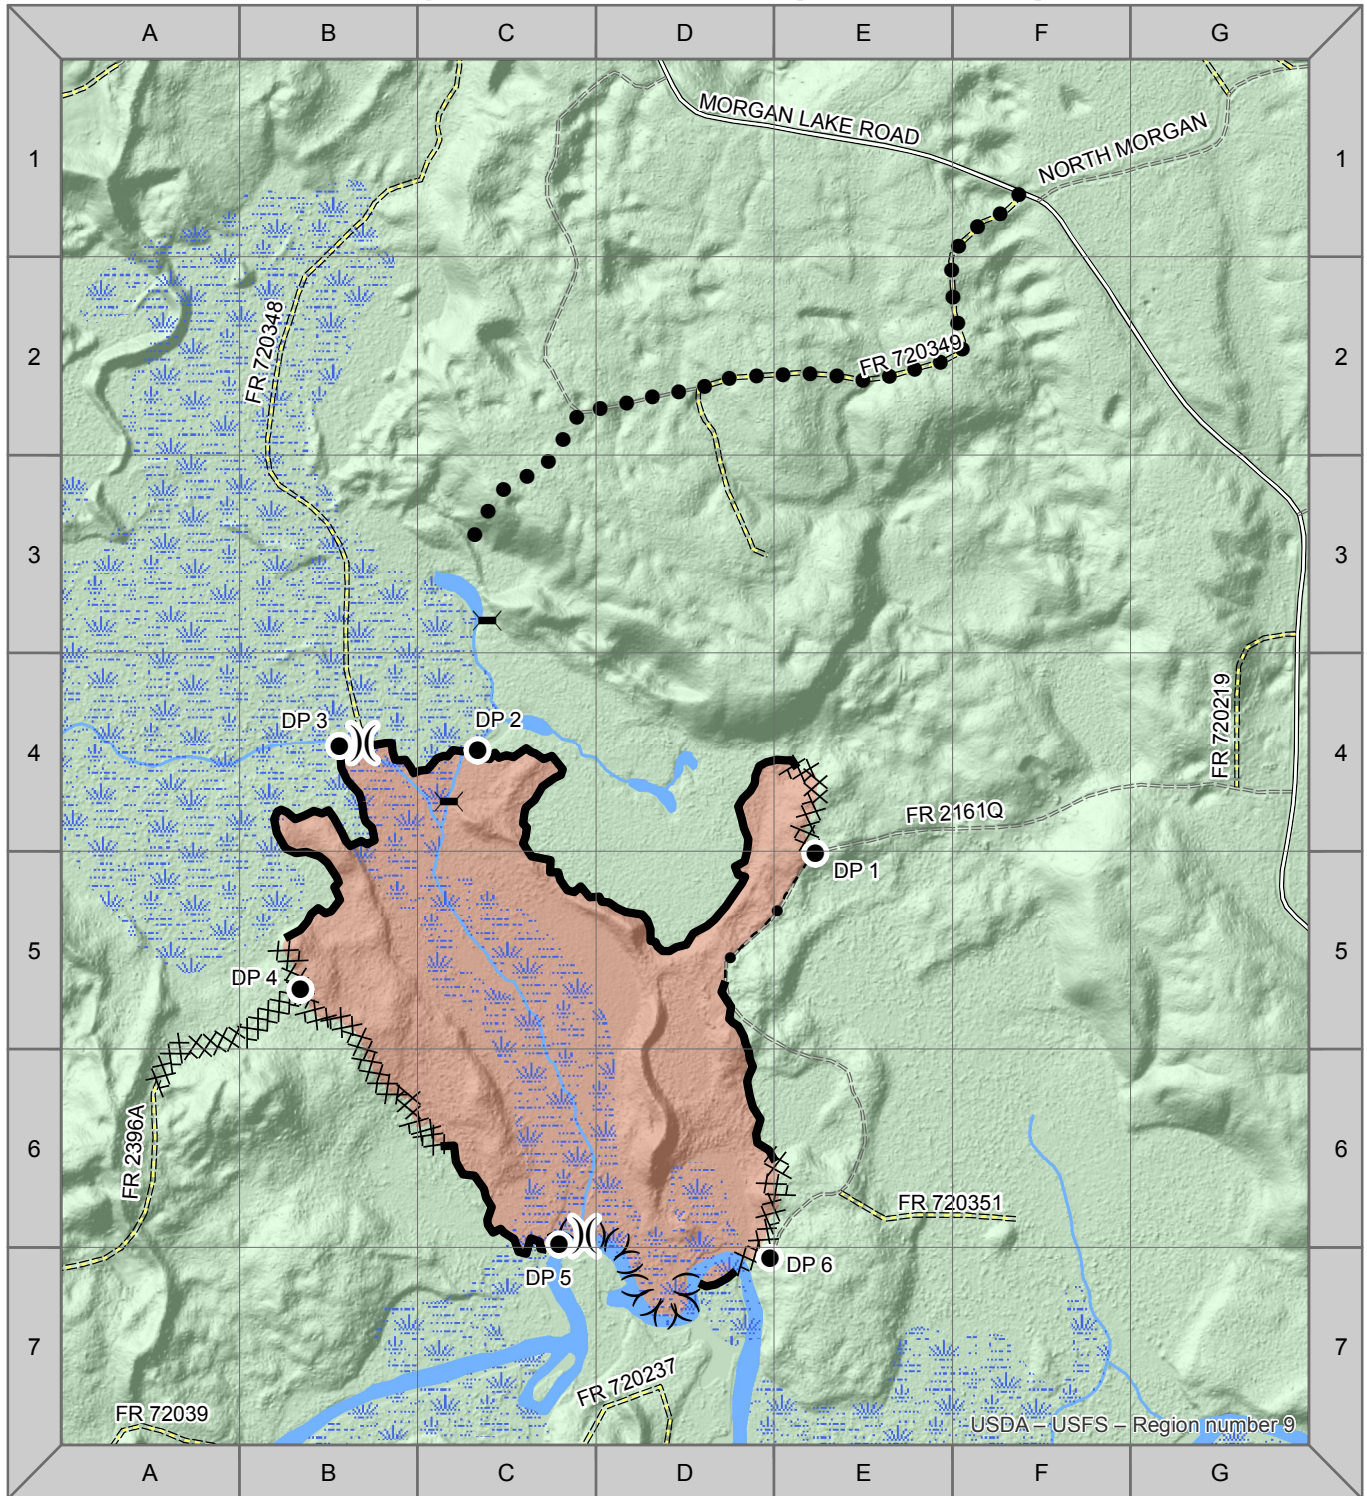 A B C D E F G
MORGAN LAKE ROAD
NORTH MORGAN
1 1
FR 720348
FR 720349
2 2
3 3
DP 3
DP 2
FR 720219
4 4
FR 2161Q
DP 1
5 5
DP 4
FR 2396A
6 6
FR 720351
DP 5
DP 6
7 7
FR 720237
FR 72039
USDA – USFS – Region number 9
A B C D E F G